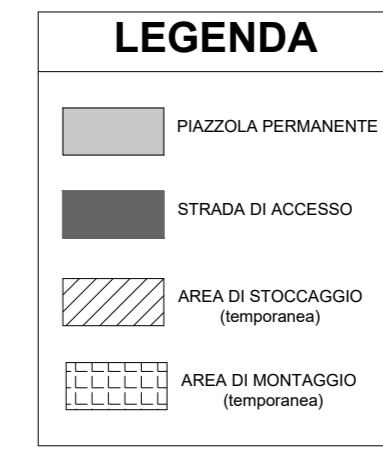 LEGENDA
PIAZZOLA PERMANENTE
STRADA DI ACCESSO
AREA DI STOCCAGGIO
(temporanea)
AREA DI MONTAGGIO
(temporanea)